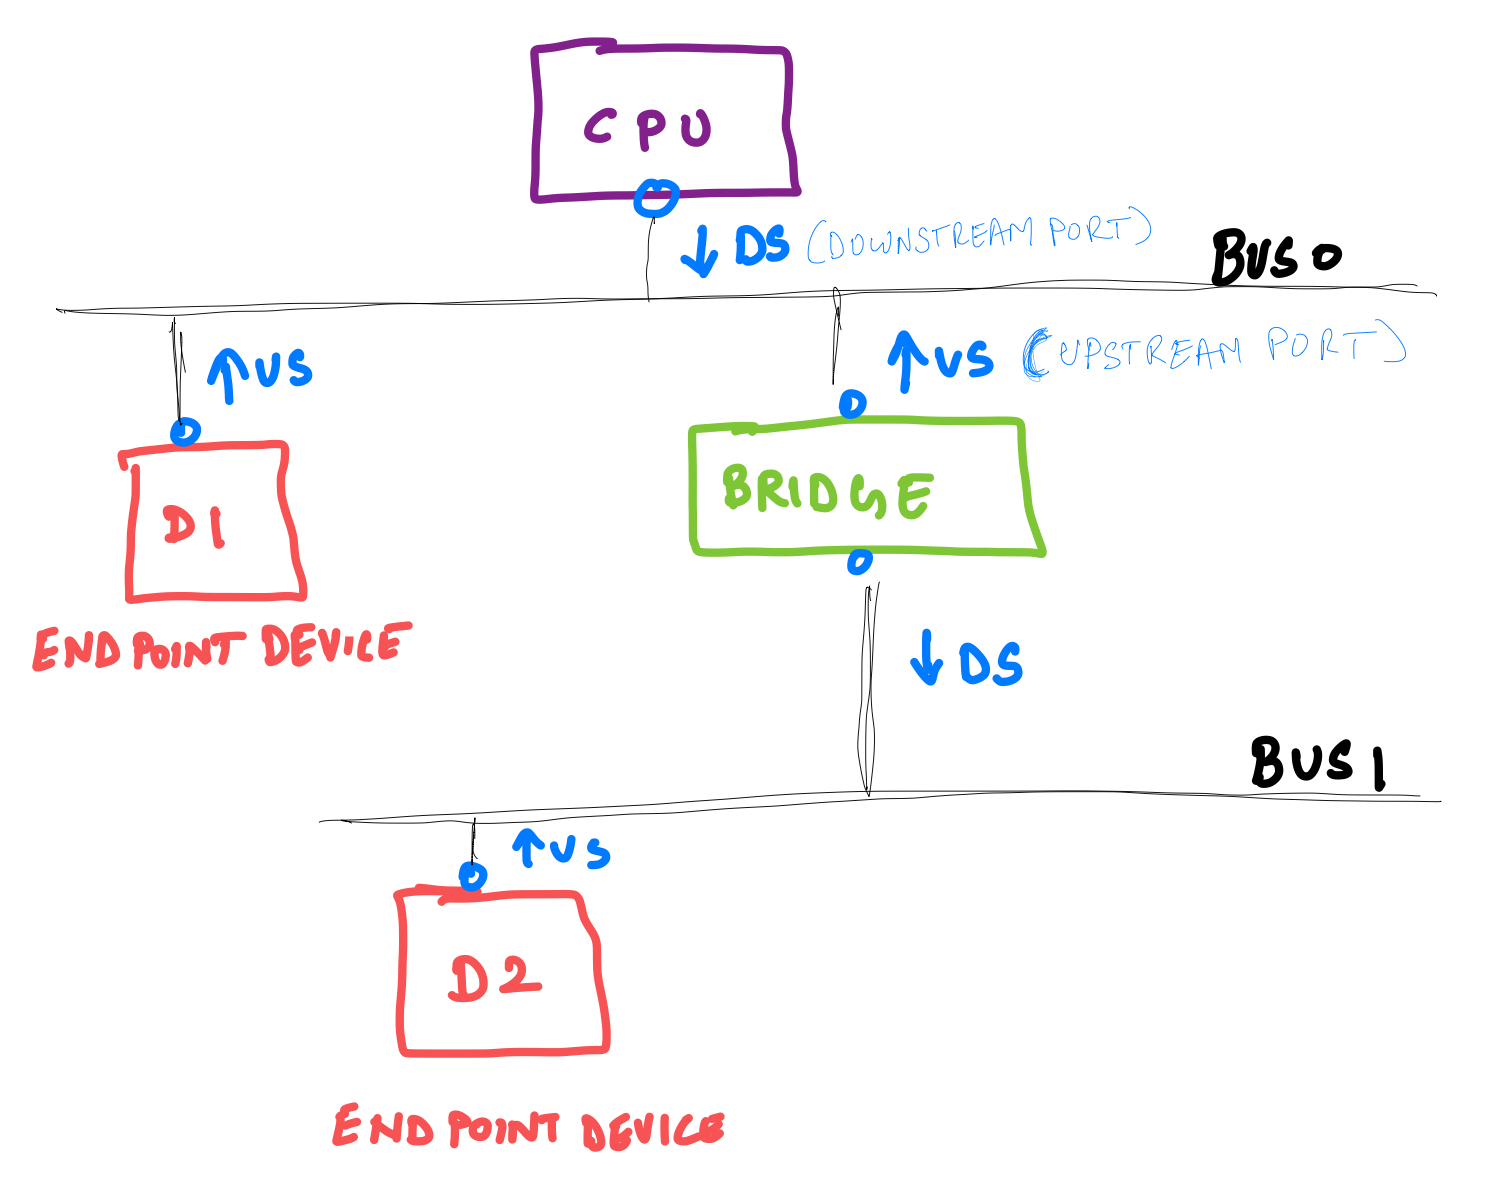 CPU
↓ DS (DOWNSTREAM PORT)
BUS 0
↑ US
↑ US (UPSTREAM PORT)
D1
BRIDGE
END POINT DEVICE
↓ DS
BUS 1
↑ US
D2
END POINT DEVICE